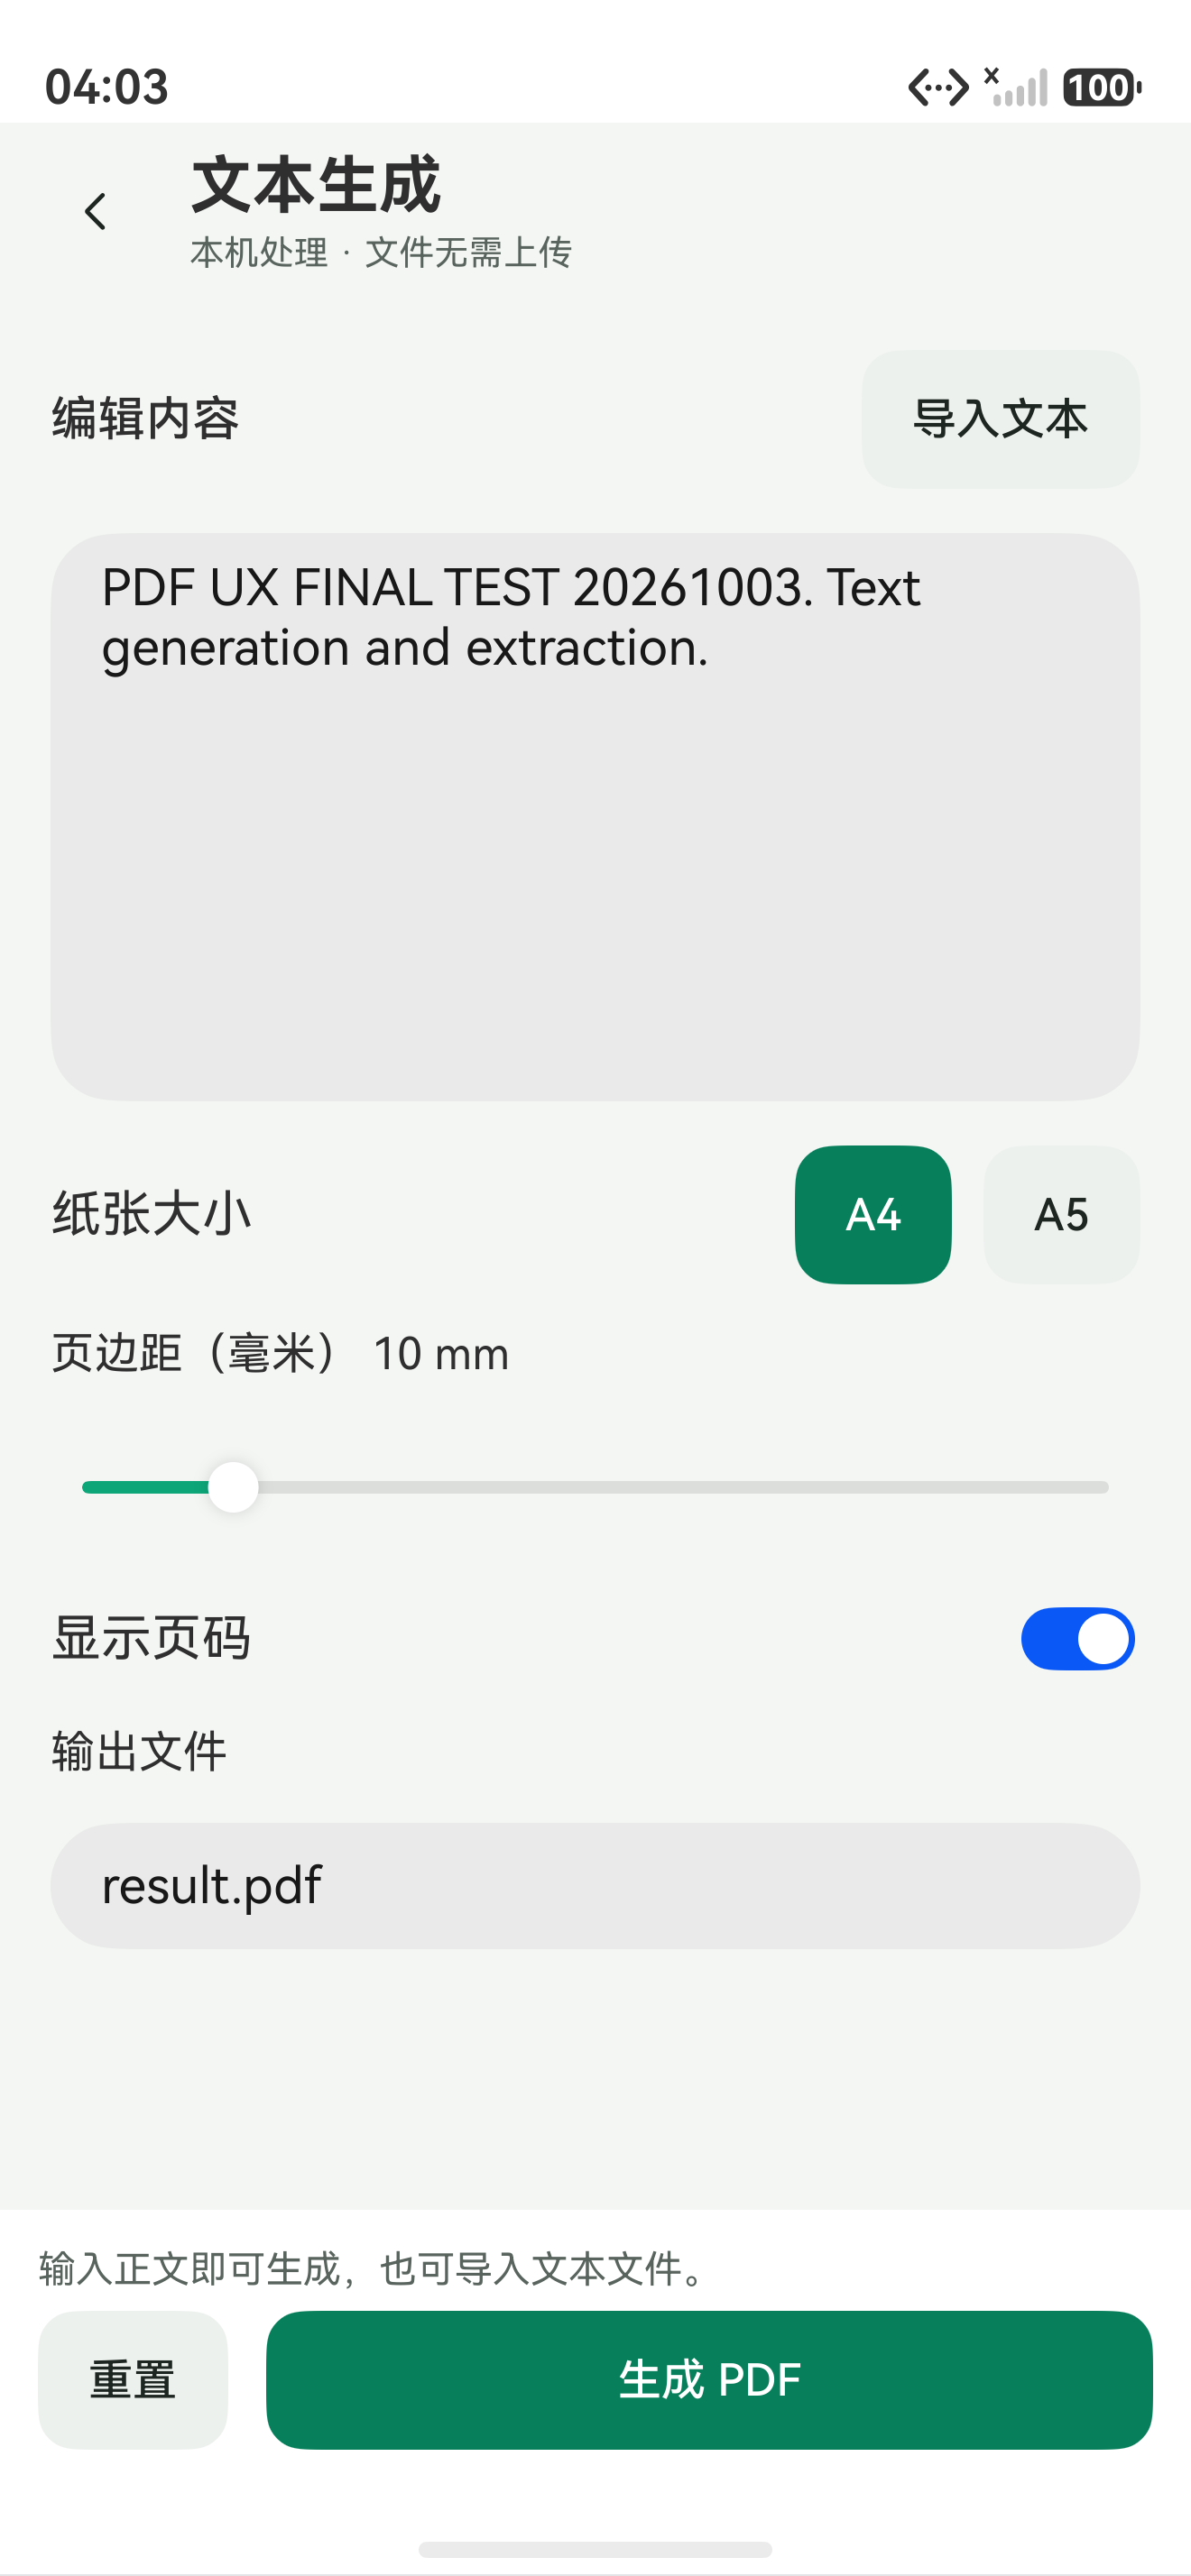 04:03
100
文本生成
本机处理 · 文件无需上传
编辑内容
导入文本
PDF UX FINAL TEST 20261003. Text
generation and extraction.
纸张大小
A4
A5
页边距（毫米） 10 mm
显示页码
输出文件
result.pdf
输入正文即可生成，也可导入文本文件。
重置
生成 PDF